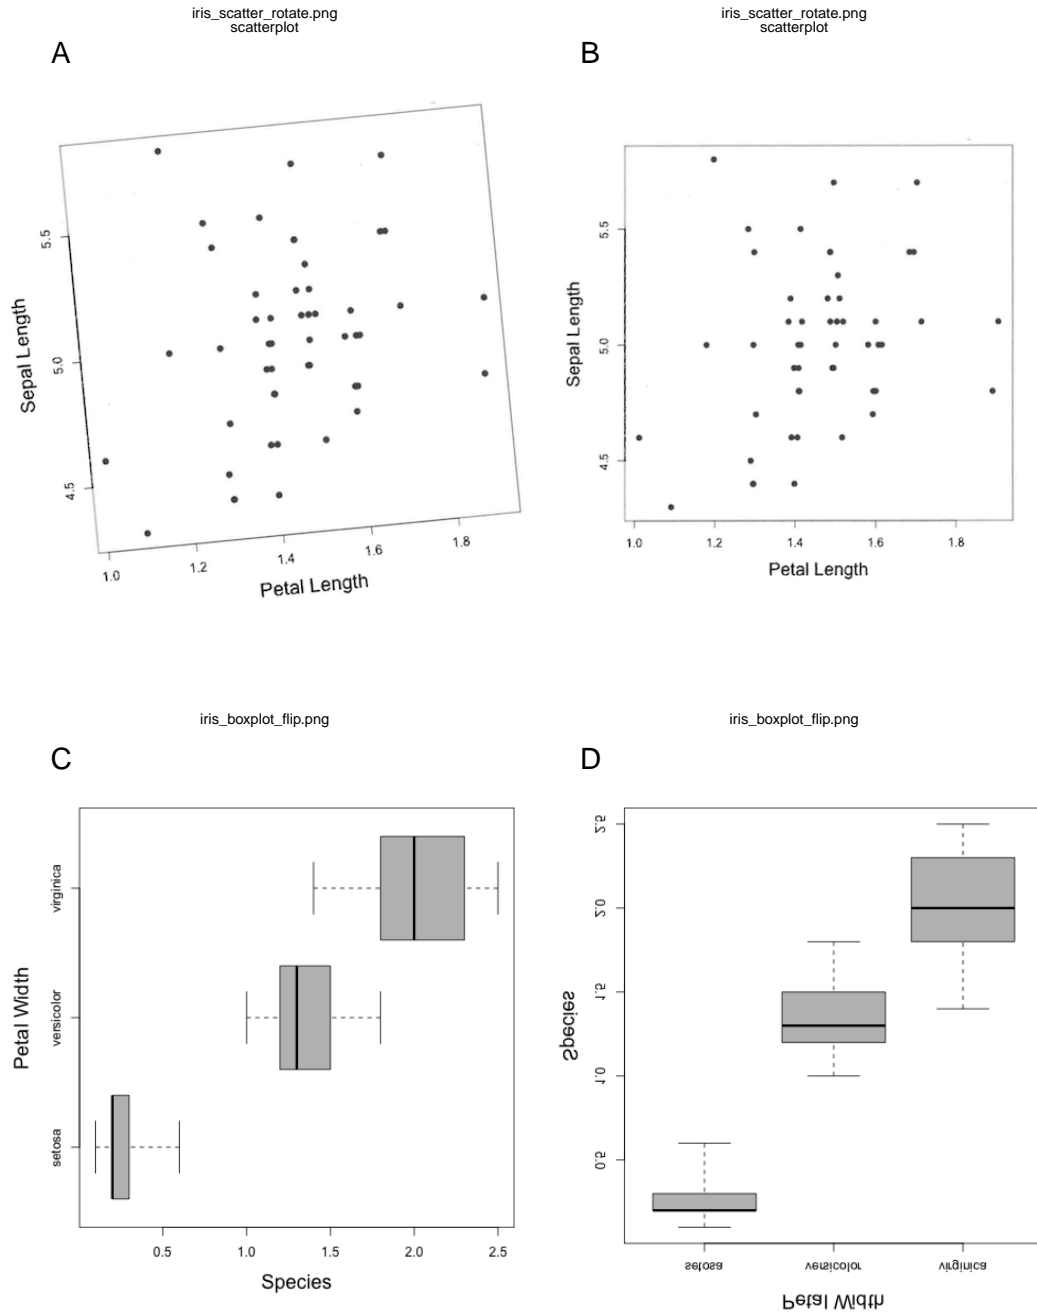 iris_scatter_rotate.png
scatterplot
iris_scatter_rotate.png
scatterplot
A
B
5.5
5.0
4.5
Sepal Length
1.0 1.2 1.4 1.6 1.8
Petal Length
5.5
5.0
4.5
Sepal Length
1.0 1.2 1.4 1.6 1.8
Petal Length
iris_boxplot_flip.png
iris_boxplot_flip.png
C
D
virginica
versicolor
setosa
Petal Width
0.5 1.0 1.5 2.0 2.5
Species
2.5
2.0
1.5
1.0
0.5
Species
setosa versicolor virginica
Petal Width